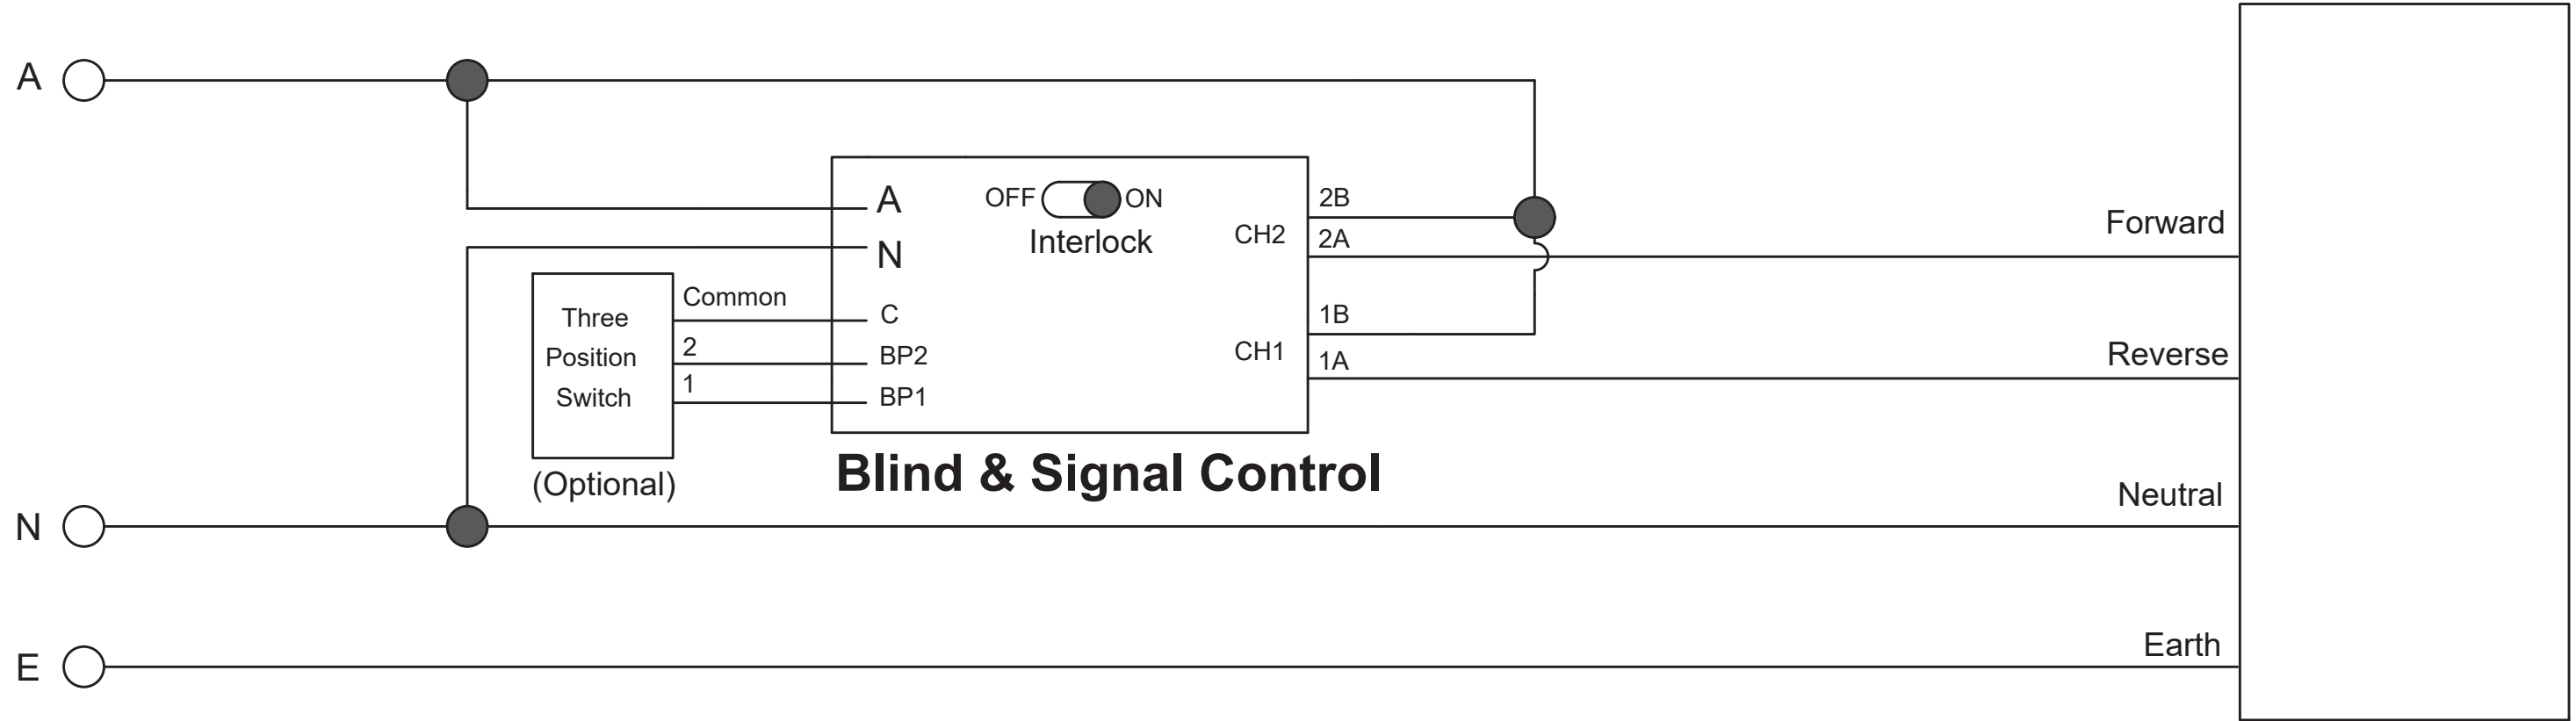 A
A
OFF
ON
2B
Forward
CH2
2A
N
Interlock
Common
C
1B
Three
2
BP2
CH1
1A
Reverse
Position
1
BP1
Switch
(Optional)
Blind & Signal Control
Neutral
N
Earth
E